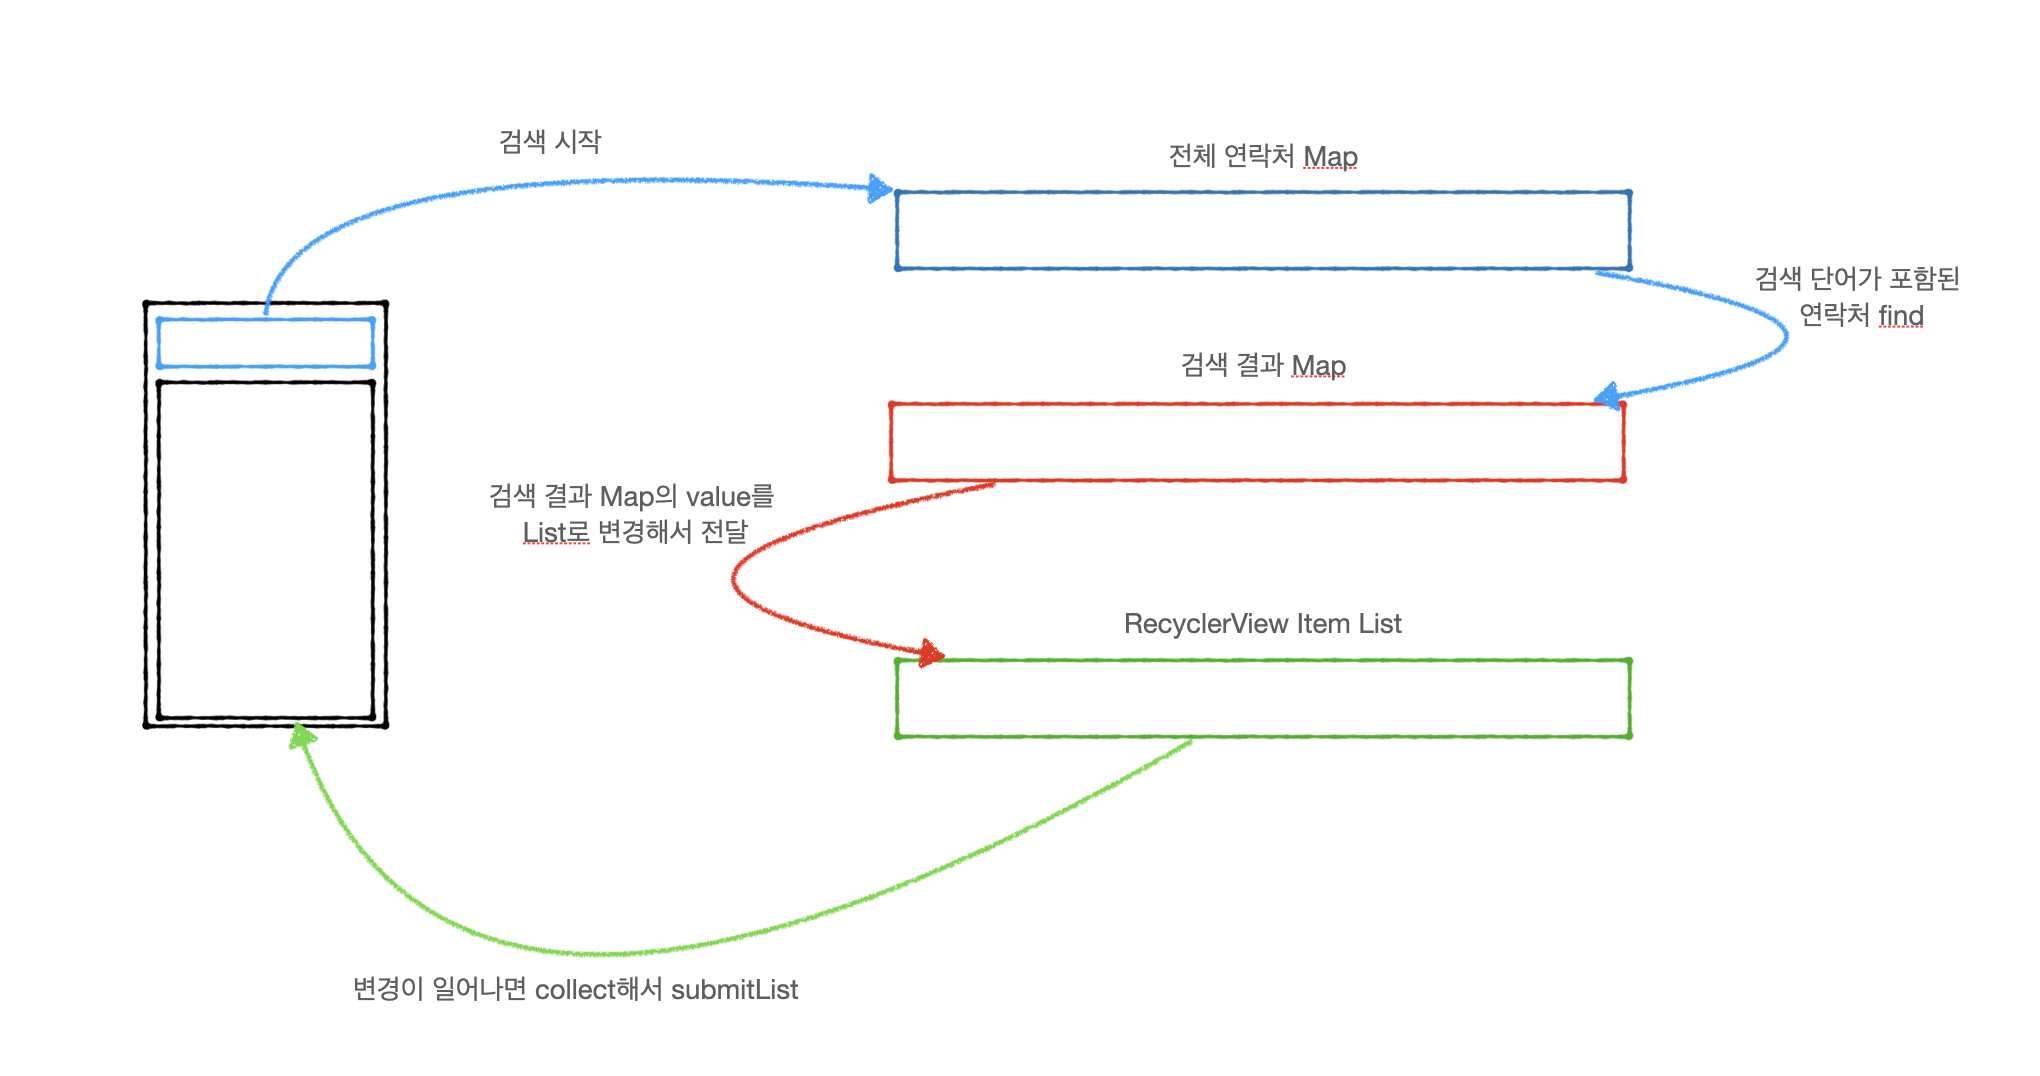 검색 시작
전체 연락처 Map
검색 단어가 포함된
연락처 find
검색 결과 Map
검색 결과 Map의 value를
List로 변경해서 전달
RecyclerView Item List
변경이 일어나면 collect해서 submitList